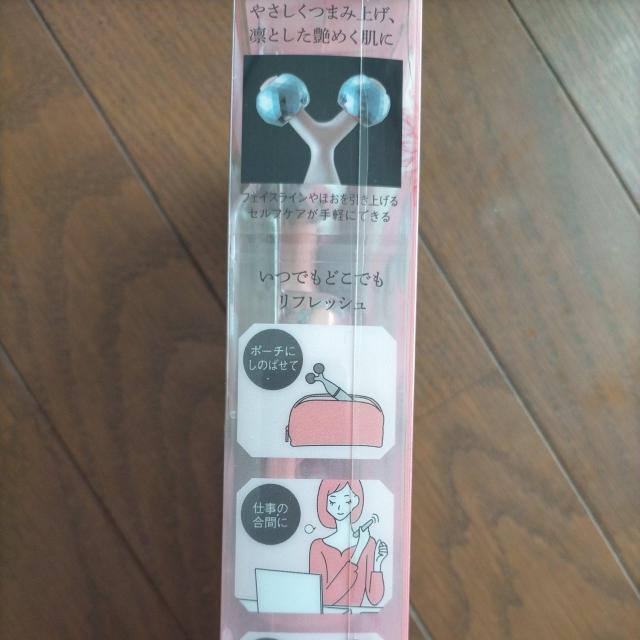 やさしくつまみ上げ、
凛とした艶めく肌に
フェイスラインやほおを引き上げる
セルフケアが手軽にできる
いつでもどこでも
リフレッシュ
ポーチに
しのばせて
仕事の
合間に